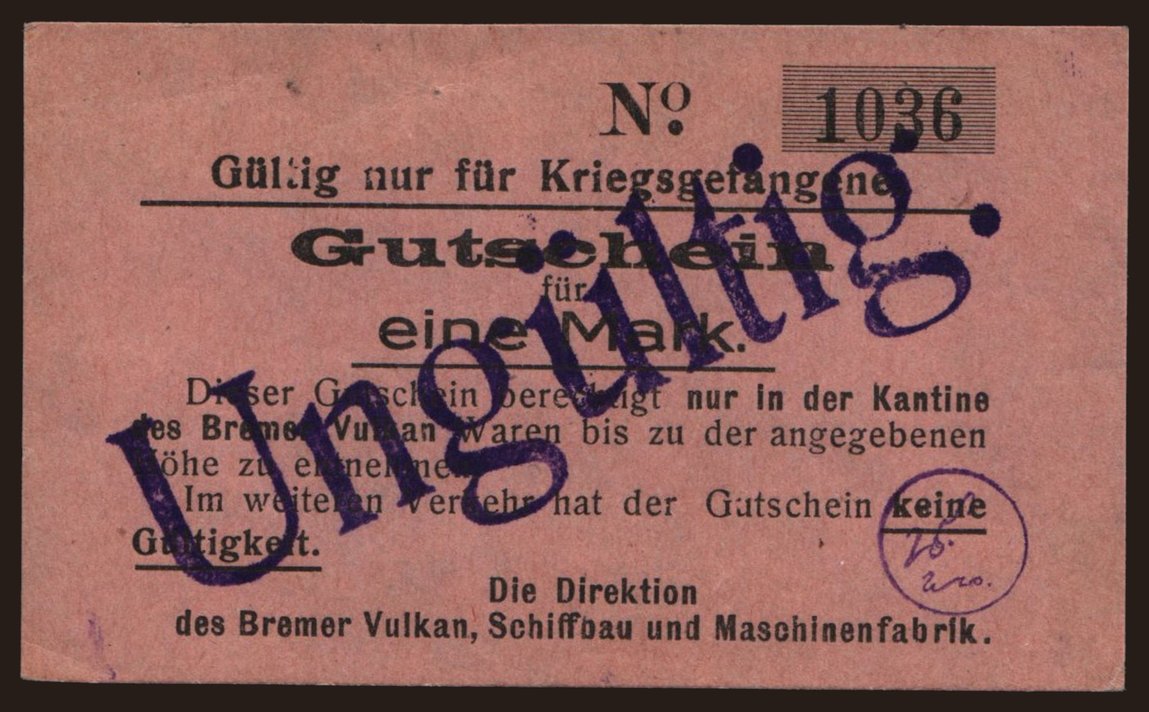 Nº 1036
Gültig nur für Kriegsgefangene
Gutschein
für
eine Mark.
Dieser Gutschein berechtigt nur in der Kantine
des Bremer Vulkan Waren bis zu der angegebenen
Höhe zu entnehmen.
Im weiteren Verkehr hat der Gutschein keine
Gültigkeit.
Die Direktion
des Bremer Vulkan, Schiffbau und Maschinenfabrik.
Ungültig.